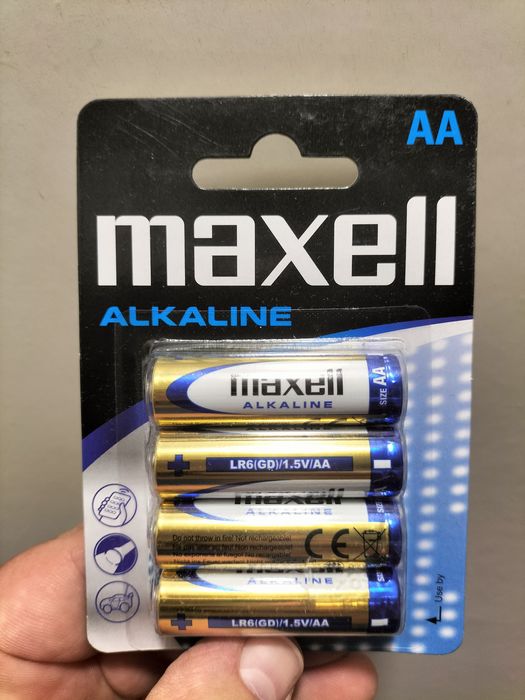 AA
maxell
ALKALINE
maxell
ALKALINE
SIZE AA
LR6(GD)/1.5V/AA
ALKALINE
Do not throw in fire! Not rechargeable!
CE
maxell
ALKALINE
LR6(GD)/1.5V/AA
Use by